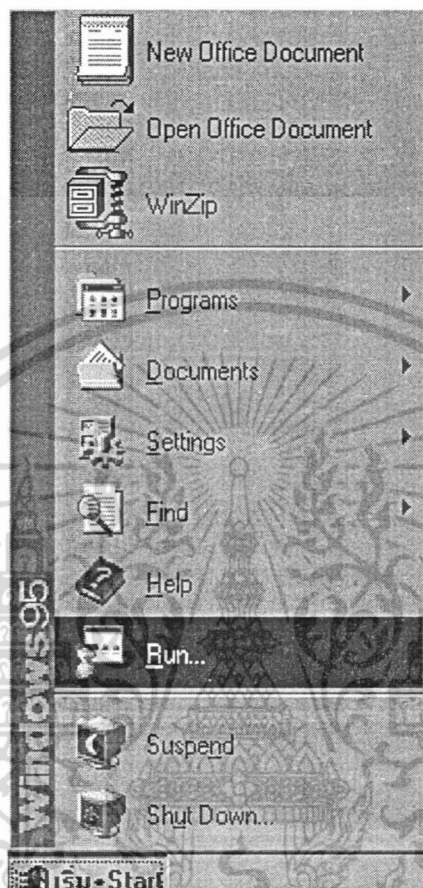 New Office Document
Open Office Document
WinZip
Programs
Documents
Settings
Find
Help
Run...
Suspend
Shut Down...
Windows95
เริ่ม•Start